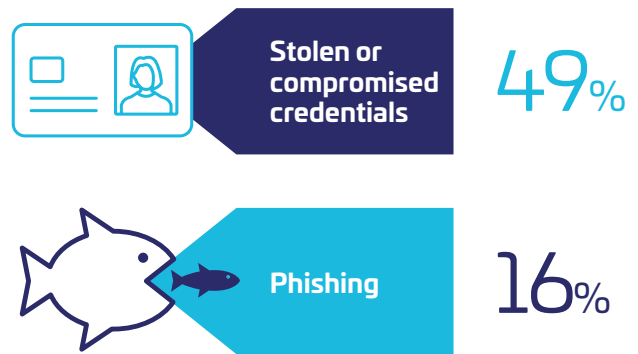 Stolen or
compromised
credentials
49%
Phishing
16%